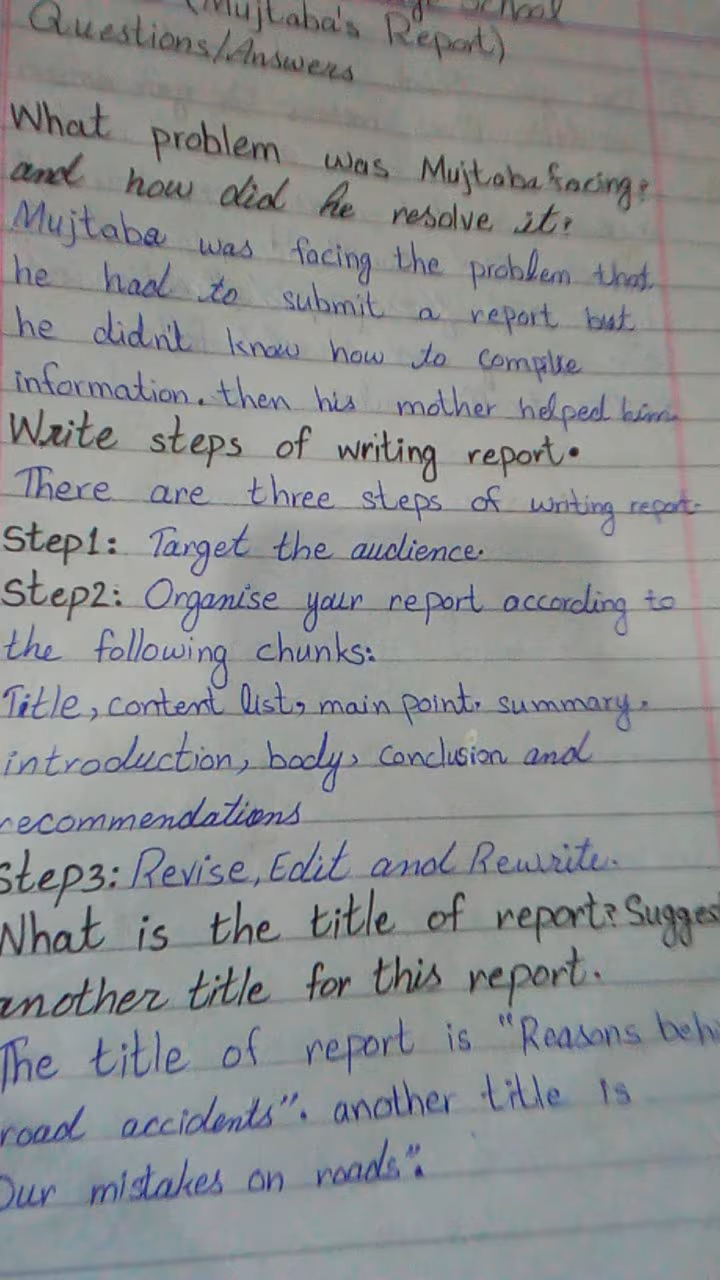 School
(Mujtaba's Report)
Questions/Answers
What problem was Mujtaba facing?
and how did he resolve it?
Mujtaba was facing the problem that
he had to submit a report but
he didn't know how to complie
information. then his mother helped him
Write steps of writing report.
There are three steps of writing report.
Step1: Target the audience.
Step2: Organise your report according to
the following chunks:
Title, content list, main point, summary,
introduction, body, conclusion and
recommendations
Step3: Revise, Edit and Rewrite.
What is the title of report? Sugges
another title for this report.
The title of report is "Reasons behi
road accidents". another title is
Our mistakes on roads".